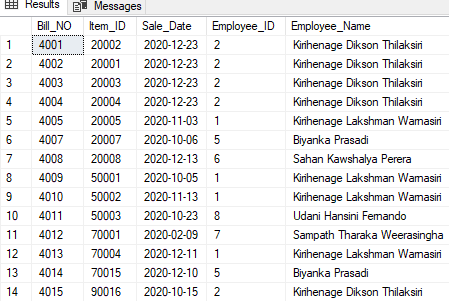 Results Messages
Bill_NO Item_ID Sale_Date Employee_ID Employee_Name
1 4001 20002 2020-12-23 2 Kirihenage Dikson Thilaksiri
2 4002 20001 2020-12-23 2 Kirihenage Dikson Thilaksiri
3 4003 20003 2020-12-23 2 Kirihenage Dikson Thilaksiri
4 4004 20004 2020-12-23 2 Kirihenage Dikson Thilaksiri
5 4005 20005 2020-11-03 1 Kirihenage Lakshman Warnasiri
6 4007 20007 2020-10-06 5 Biyanka Prasadi
7 4008 20008 2020-12-13 6 Sahan Kawshalya Perera
8 4009 50001 2020-10-05 1 Kirihenage Lakshman Warnasiri
9 4010 50002 2020-11-13 1 Kirihenage Lakshman Warnasiri
10 4011 50003 2020-10-23 8 Udani Hansini Fernando
11 4012 70001 2020-02-09 7 Sampath Tharaka Weerasingha
12 4013 70004 2020-12-11 1 Kirihenage Lakshman Warnasiri
13 4014 70015 2020-12-10 5 Biyanka Prasadi
14 4015 90016 2020-10-15 2 Kirihenage Dikson Thilaksiri